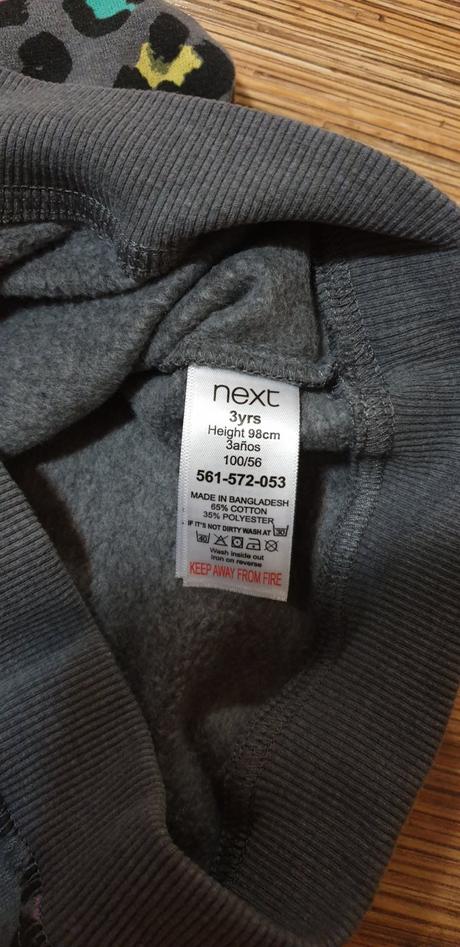 next
3yrs
Height 98cm
3años
100/56
561-572-053
MADE IN BANGLADESH
65% COTTON
35% POLYESTER
IF IT'S NOT DIRTY WASH AT 30
40
Wash inside out
Iron on reverse
KEEP AWAY FROM FIRE